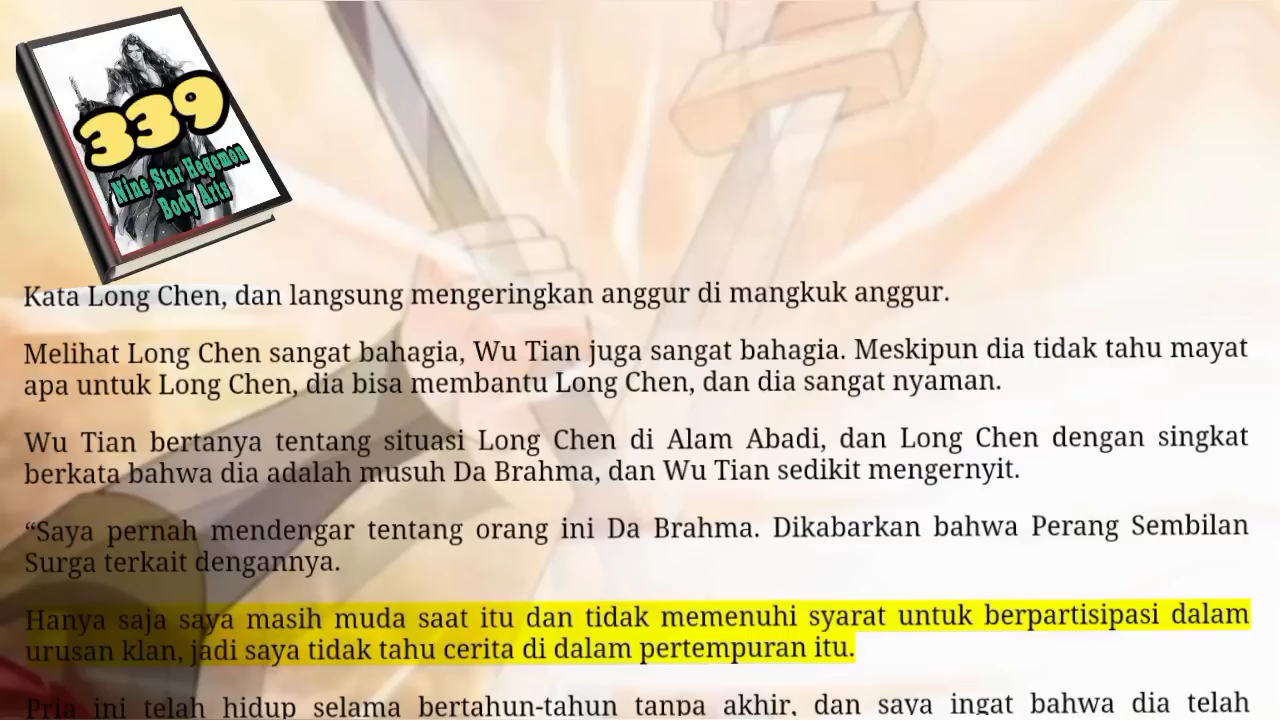 339
Nine Star Hegemon
Body Arts
Kata Long Chen, dan langsung mengeringkan anggur di mangkuk anggur.
Melihat Long Chen sangat bahagia, Wu Tian juga sangat bahagia. Meskipun dia tidak tahu mayat
apa untuk Long Chen, dia bisa membantu Long Chen, dan dia sangat nyaman.
Wu Tian bertanya tentang situasi Long Chen di Alam Abadi, dan Long Chen dengan singkat
berkata bahwa dia adalah musuh Da Brahma, dan Wu Tian sedikit mengernyit.
“Saya pernah mendengar tentang orang ini Da Brahma. Dikabarkan bahwa Perang Sembilan
Surga terkait dengannya.
Hanya saja saya masih muda saat itu dan tidak memenuhi syarat untuk berpartisipasi dalam
urusan klan, jadi saya tidak tahu cerita di dalam pertempuran itu.
Pria ini telah hidup selama bertahun-tahun tanpa akhir, dan saya ingat bahwa dia telah